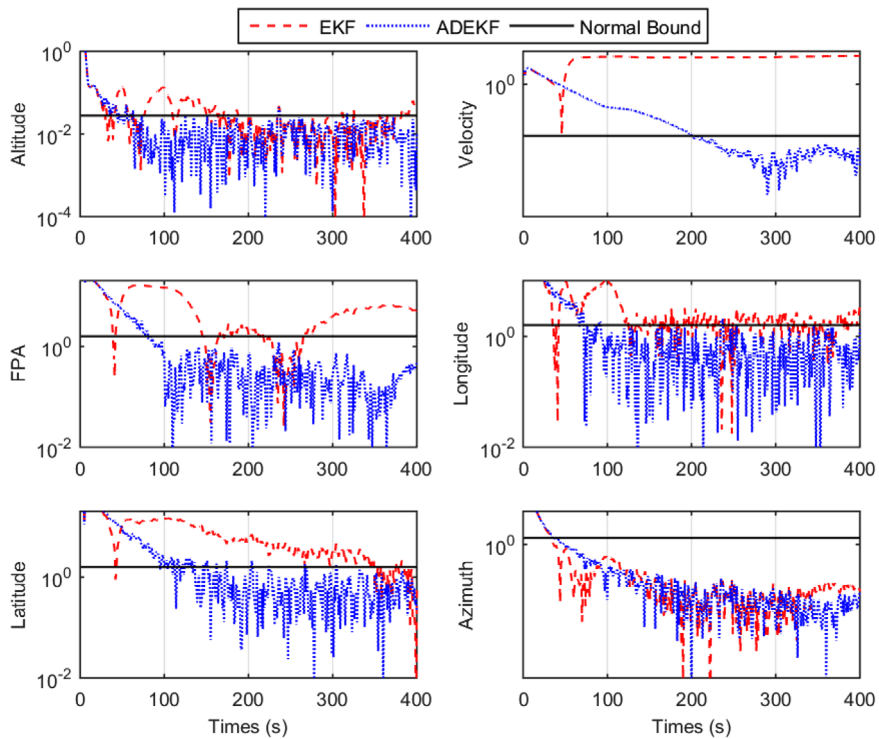 EKF ADEKF Normal Bound
Altitude
10^0
10^-2
10^-4
0 100 200 300 400
Velocity
10^0
0 100 200 300 400
FPA
10^0
10^-2
0 100 200 300 400
Longitude
10^0
10^-2
0 100 200 300 400
Latitude
10^0
10^-2
0 100 200 300 400
Times (s)
Azimuth
10^0
0 100 200 300 400
Times (s)